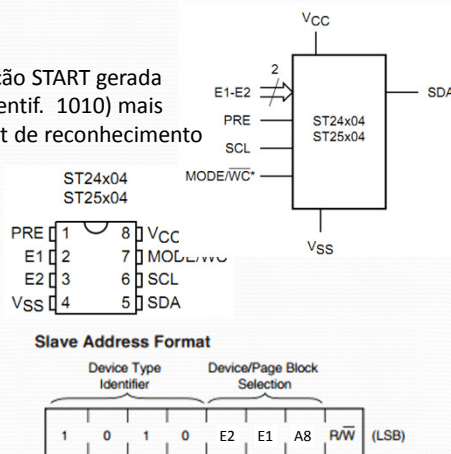 ção START gerada
entif. 1010) mais
t de reconhecimento
VCC
2
E1-E2
PRE
SCL
MODE/WC*
ST24x04
ST25x04
SDA
VSS
ST24x04
ST25x04
PRE 1 8 VCC
E1 2 7
E2 3 6 SCL
VSS 4 5 SDA
Slave Address Format
Device Type Device/Page Block
Identifier Selection
1 0 1 0 E2 E1 A8 R/W (LSB)